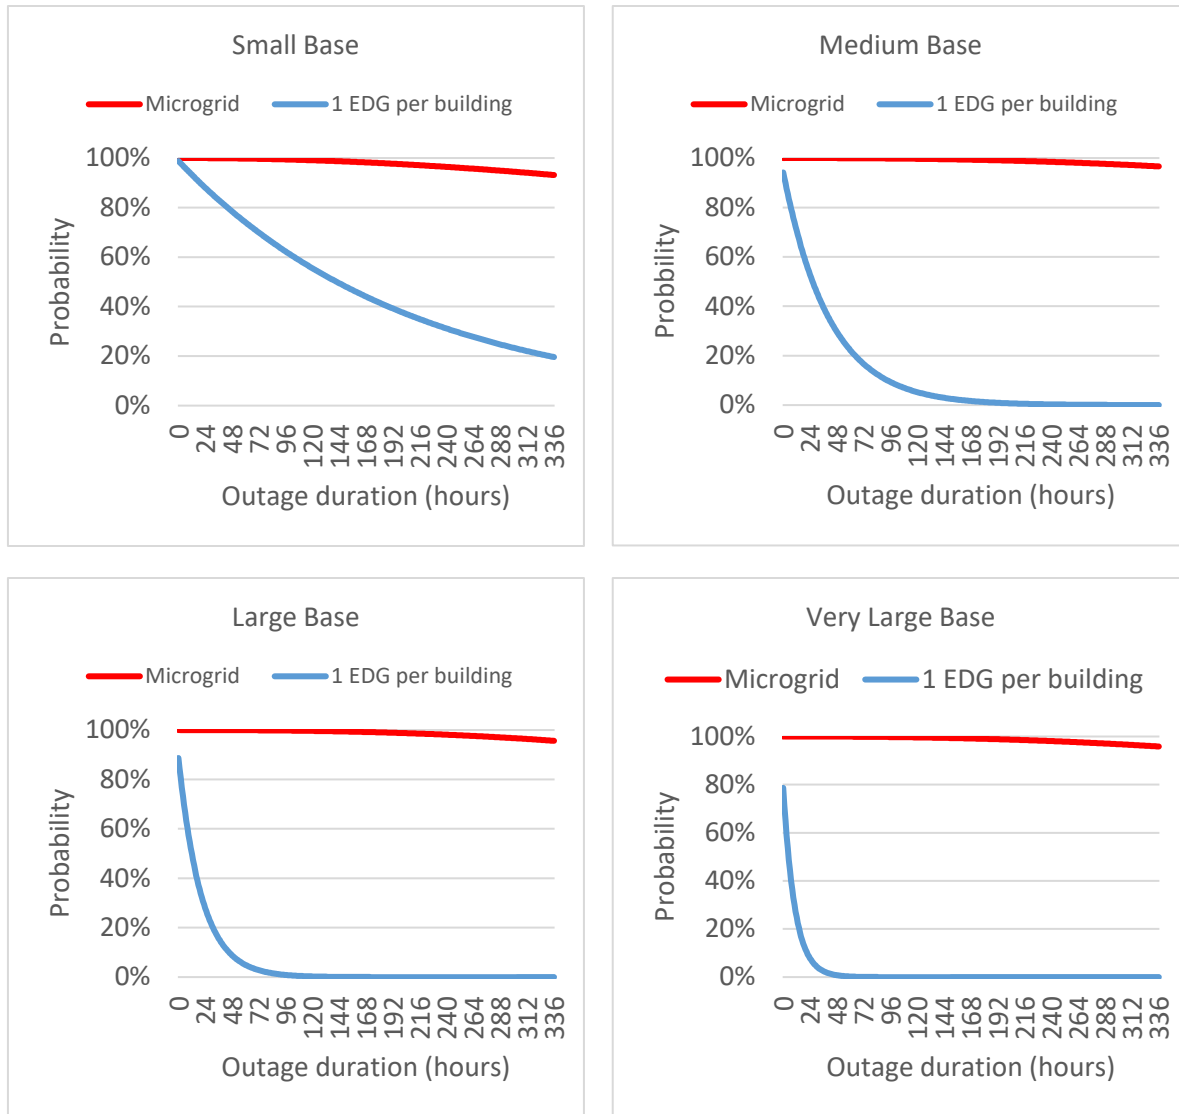 Small Base
Microgrid 1 EDG per building
100%
80%
60%
40%
20%
0%
Probability
0 24 48 72 96 120 144 168 192 216 240 264 288 312 336
Outage duration (hours)
Medium Base
Microgrid 1 EDG per building
100%
80%
60%
40%
20%
0%
Probbility
0 24 48 72 96 120 144 168 192 216 240 264 288 312 336
Outage duration (hours)
Large Base
Microgrid 1 EDG per building
100%
80%
60%
40%
20%
0%
Probability
0 24 48 72 96 120 144 168 192 216 240 264 288 312 336
Outage duration (hours)
Very Large Base
Microgrid 1 EDG per building
100%
80%
60%
40%
20%
0%
Probability
0 24 48 72 96 120 144 168 192 216 240 264 288 312 336
Outage duration (hours)